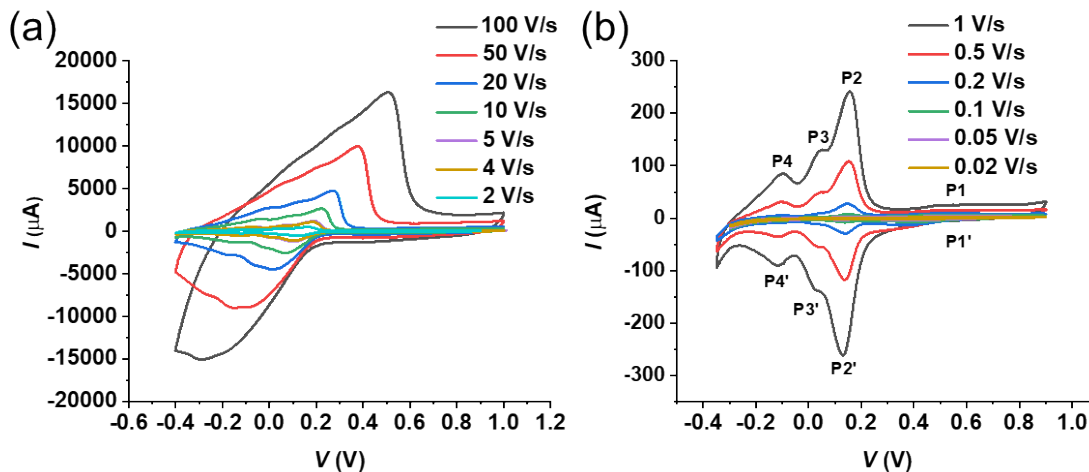 (a)
100 V/s
50 V/s
20 V/s
10 V/s
5 V/s
4 V/s
2 V/s
20000
15000
10000
5000
0
-5000
-10000
-15000
-20000
I (μA)
-0.6 -0.4 -0.2 0.0 0.2 0.4 0.6 0.8 1.0 1.2
V (V)
(b)
1 V/s
0.5 V/s
0.2 V/s
0.1 V/s
0.05 V/s
0.02 V/s
300
200
100
0
-100
-200
-300
I (μA)
P2
P3
P4
P1
P1'
P4'
P3'
P2'
-0.4 -0.2 0.0 0.2 0.4 0.6 0.8 1.0
V (V)